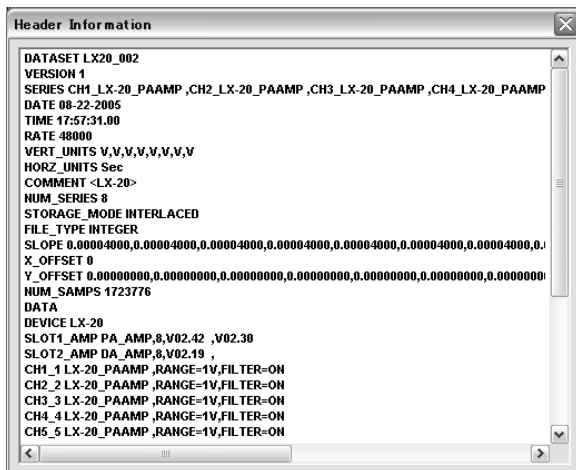 Header Information
DATASET LX20_002
VERSION 1
SERIES CH1_LX-20_PAAMP ,CH2_LX-20_PAAMP ,CH3_LX-20_PAAMP ,CH4_LX-20_PAAMP
DATE 08-22-2005
TIME 17:57:31.00
RATE 48000
VERT_UNITS V,V,V,V,V,V,V,V
HORZ_UNITS Sec
COMMENT <LX-20>
NUM_SERIES 8
STORAGE_MODE INTERLACED
FILE_TYPE INTEGER
SLOPE 0.00004000,0.00004000,0.00004000,0.00004000,0.00004000,0.00004000,0.00004000,0.
X_OFFSET 0
Y_OFFSET 0.00000000,0.00000000,0.00000000,0.00000000,0.00000000,0.00000000,0.00000000
NUM_SAMPS 1723776
DATA
DEVICE LX-20
SLOT1_AMP PA_AMP,8,V02.42 ,V02.30
SLOT2_AMP DA_AMP,8,V02.19 ,
CH1_1 LX-20_PAAMP ,RANGE=1V,FILTER=ON
CH2_2 LX-20_PAAMP ,RANGE=1V,FILTER=ON
CH3_3 LX-20_PAAMP ,RANGE=1V,FILTER=ON
CH4_4 LX-20_PAAMP ,RANGE=1V,FILTER=ON
CH5_5 LX-20_PAAMP ,RANGE=1V,FILTER=ON